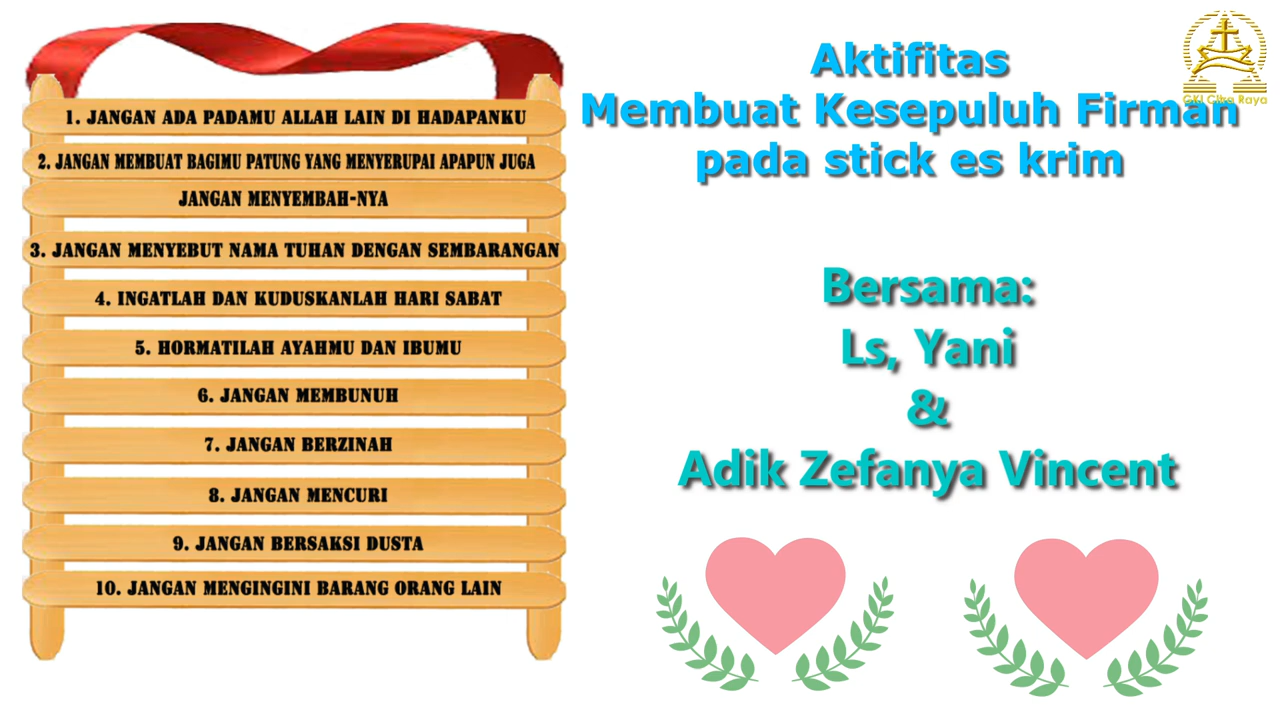 1. JANGAN ADA PADAMU ALLAH LAIN DI HADAPANKU
2. JANGAN MEMBUAT BAGIMU PATUNG YANG MENYERUPAI APAPUN JUGA
JANGAN MENYEMBAH-NYA
3. JANGAN MENYEBUT NAMA TUHAN DENGAN SEMBARANGAN
4. INGATLAH DAN KUDUSKANLAH HARI SABAT
5. HORMATILAH AYAHMU DAN IBUMU
6. JANGAN MEMBUNUH
7. JANGAN BERZINAH
8. JANGAN MENCURI
9. JANGAN BERSAKSI DUSTA
10. JANGAN MENGINGINI BARANG ORANG LAIN
Aktifitas
Membuat Kesepuluh Firman
pada stick es krim
Bersama:
Ls, Yani
&
Adik Zefanya Vincent
GKI Citra Raya